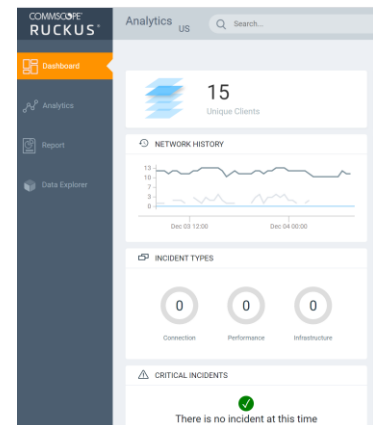 COMMSCOPE
RUCKUS
Analytics US
Search...
Dashboard
Analytics
Report
Data Explorer
15
Unique Clients
NETWORK HISTORY
13
10
7
3
0
Dec 03 12:00
Dec 04 00:00
INCIDENT TYPES
0
0
0
Connection
Performance
Infrastructure
CRITICAL INCIDENTS
There is no incident at this time